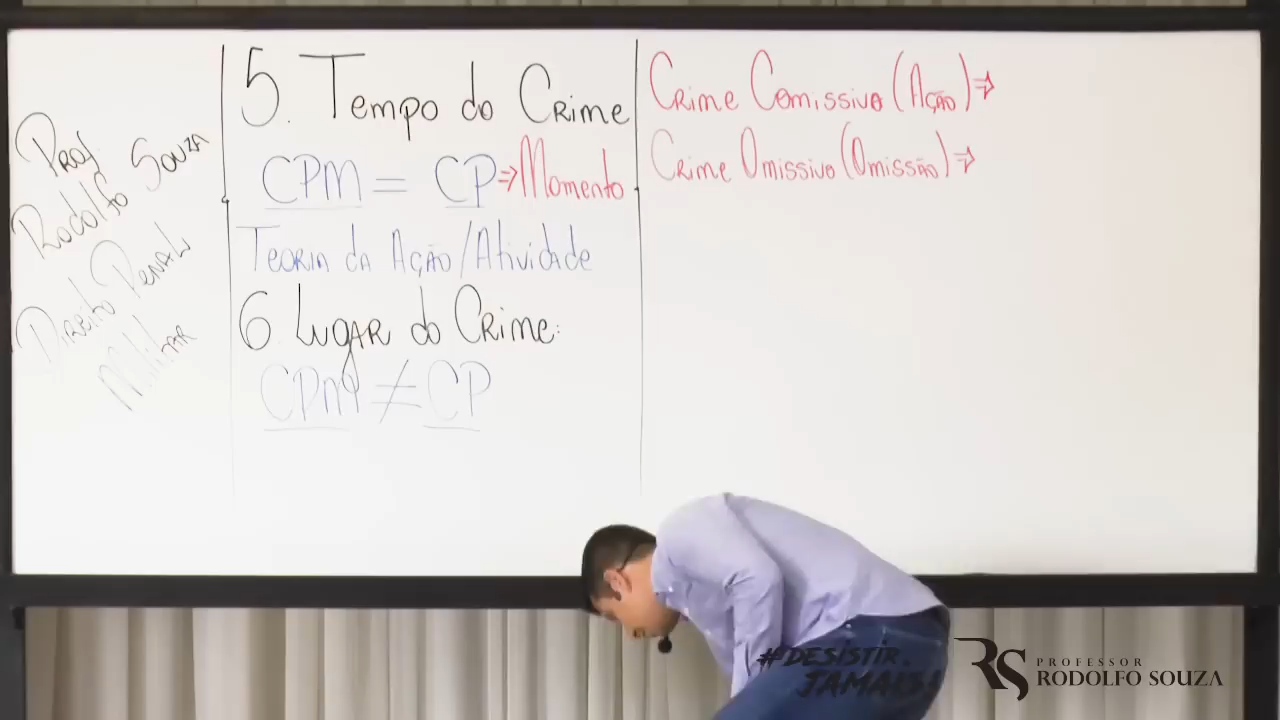 Prof.
Rodolfo Souza
Direito Penal
Militar
5. Tempo do Crime
CPM = CP ⇒ Momento
Teoria da Ação/Atividade
6. Lugar do Crime:
CPM ≠ CP
Crime Comissivo (Ação) ⇒
Crime Omissivo (Omissão) ⇒
#DESISTIR.
JAMAIS!
RS
PROFESSOR
RODOLFO SOUZA